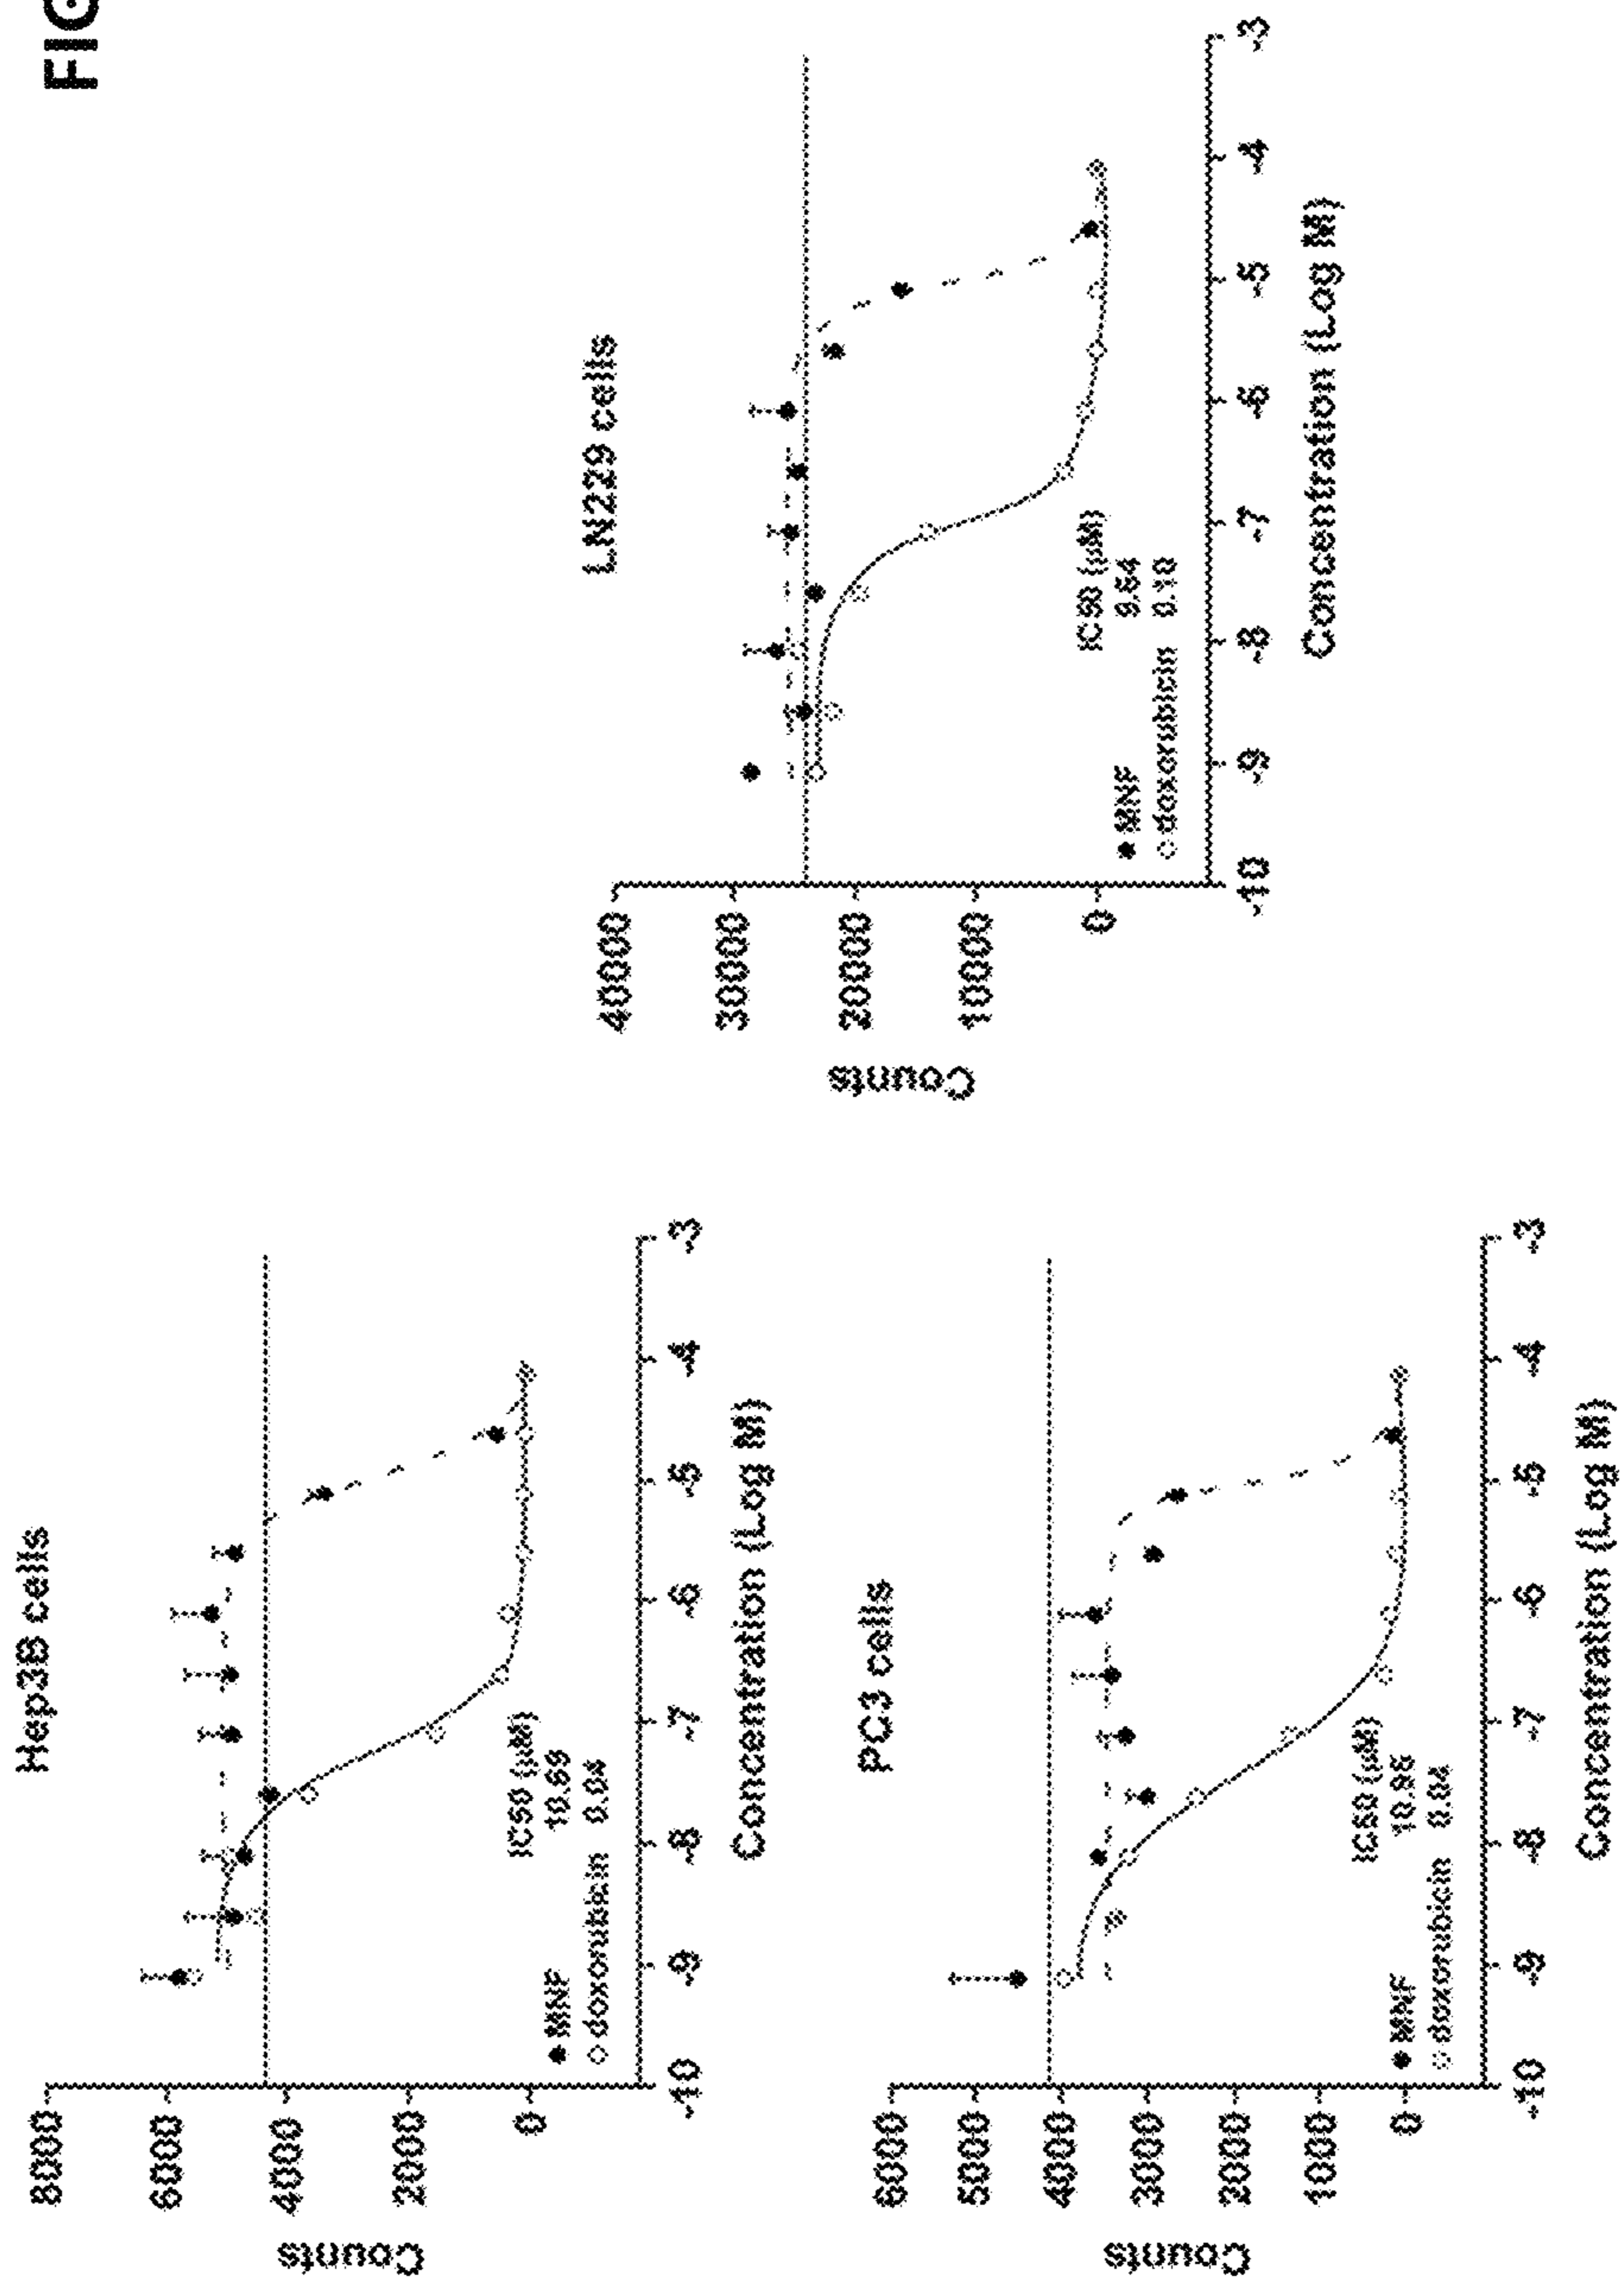 FIG
Hep3B cells
8000
6000
4000
2000
0
Counts
IC50 (µM)
MNF 10.69
doxorubicin 0.04
-10 -9 -8 -7 -6 -5 -4 -3
Concentration (Log M)
PC3 cells
6000
5000
4000
3000
2000
1000
0
Counts
IC50 (µM)
MNF 10.95
doxorubicin 0.04
-10 -9 -8 -7 -6 -5 -4 -3
Concentration (Log M)
LN229 cells
40000
30000
20000
10000
0
Counts
IC50 (µM)
MNF
doxorubicin 0.10
-10 -9 -8 -7 -6 -5 -4 -3
Concentration (Log M)